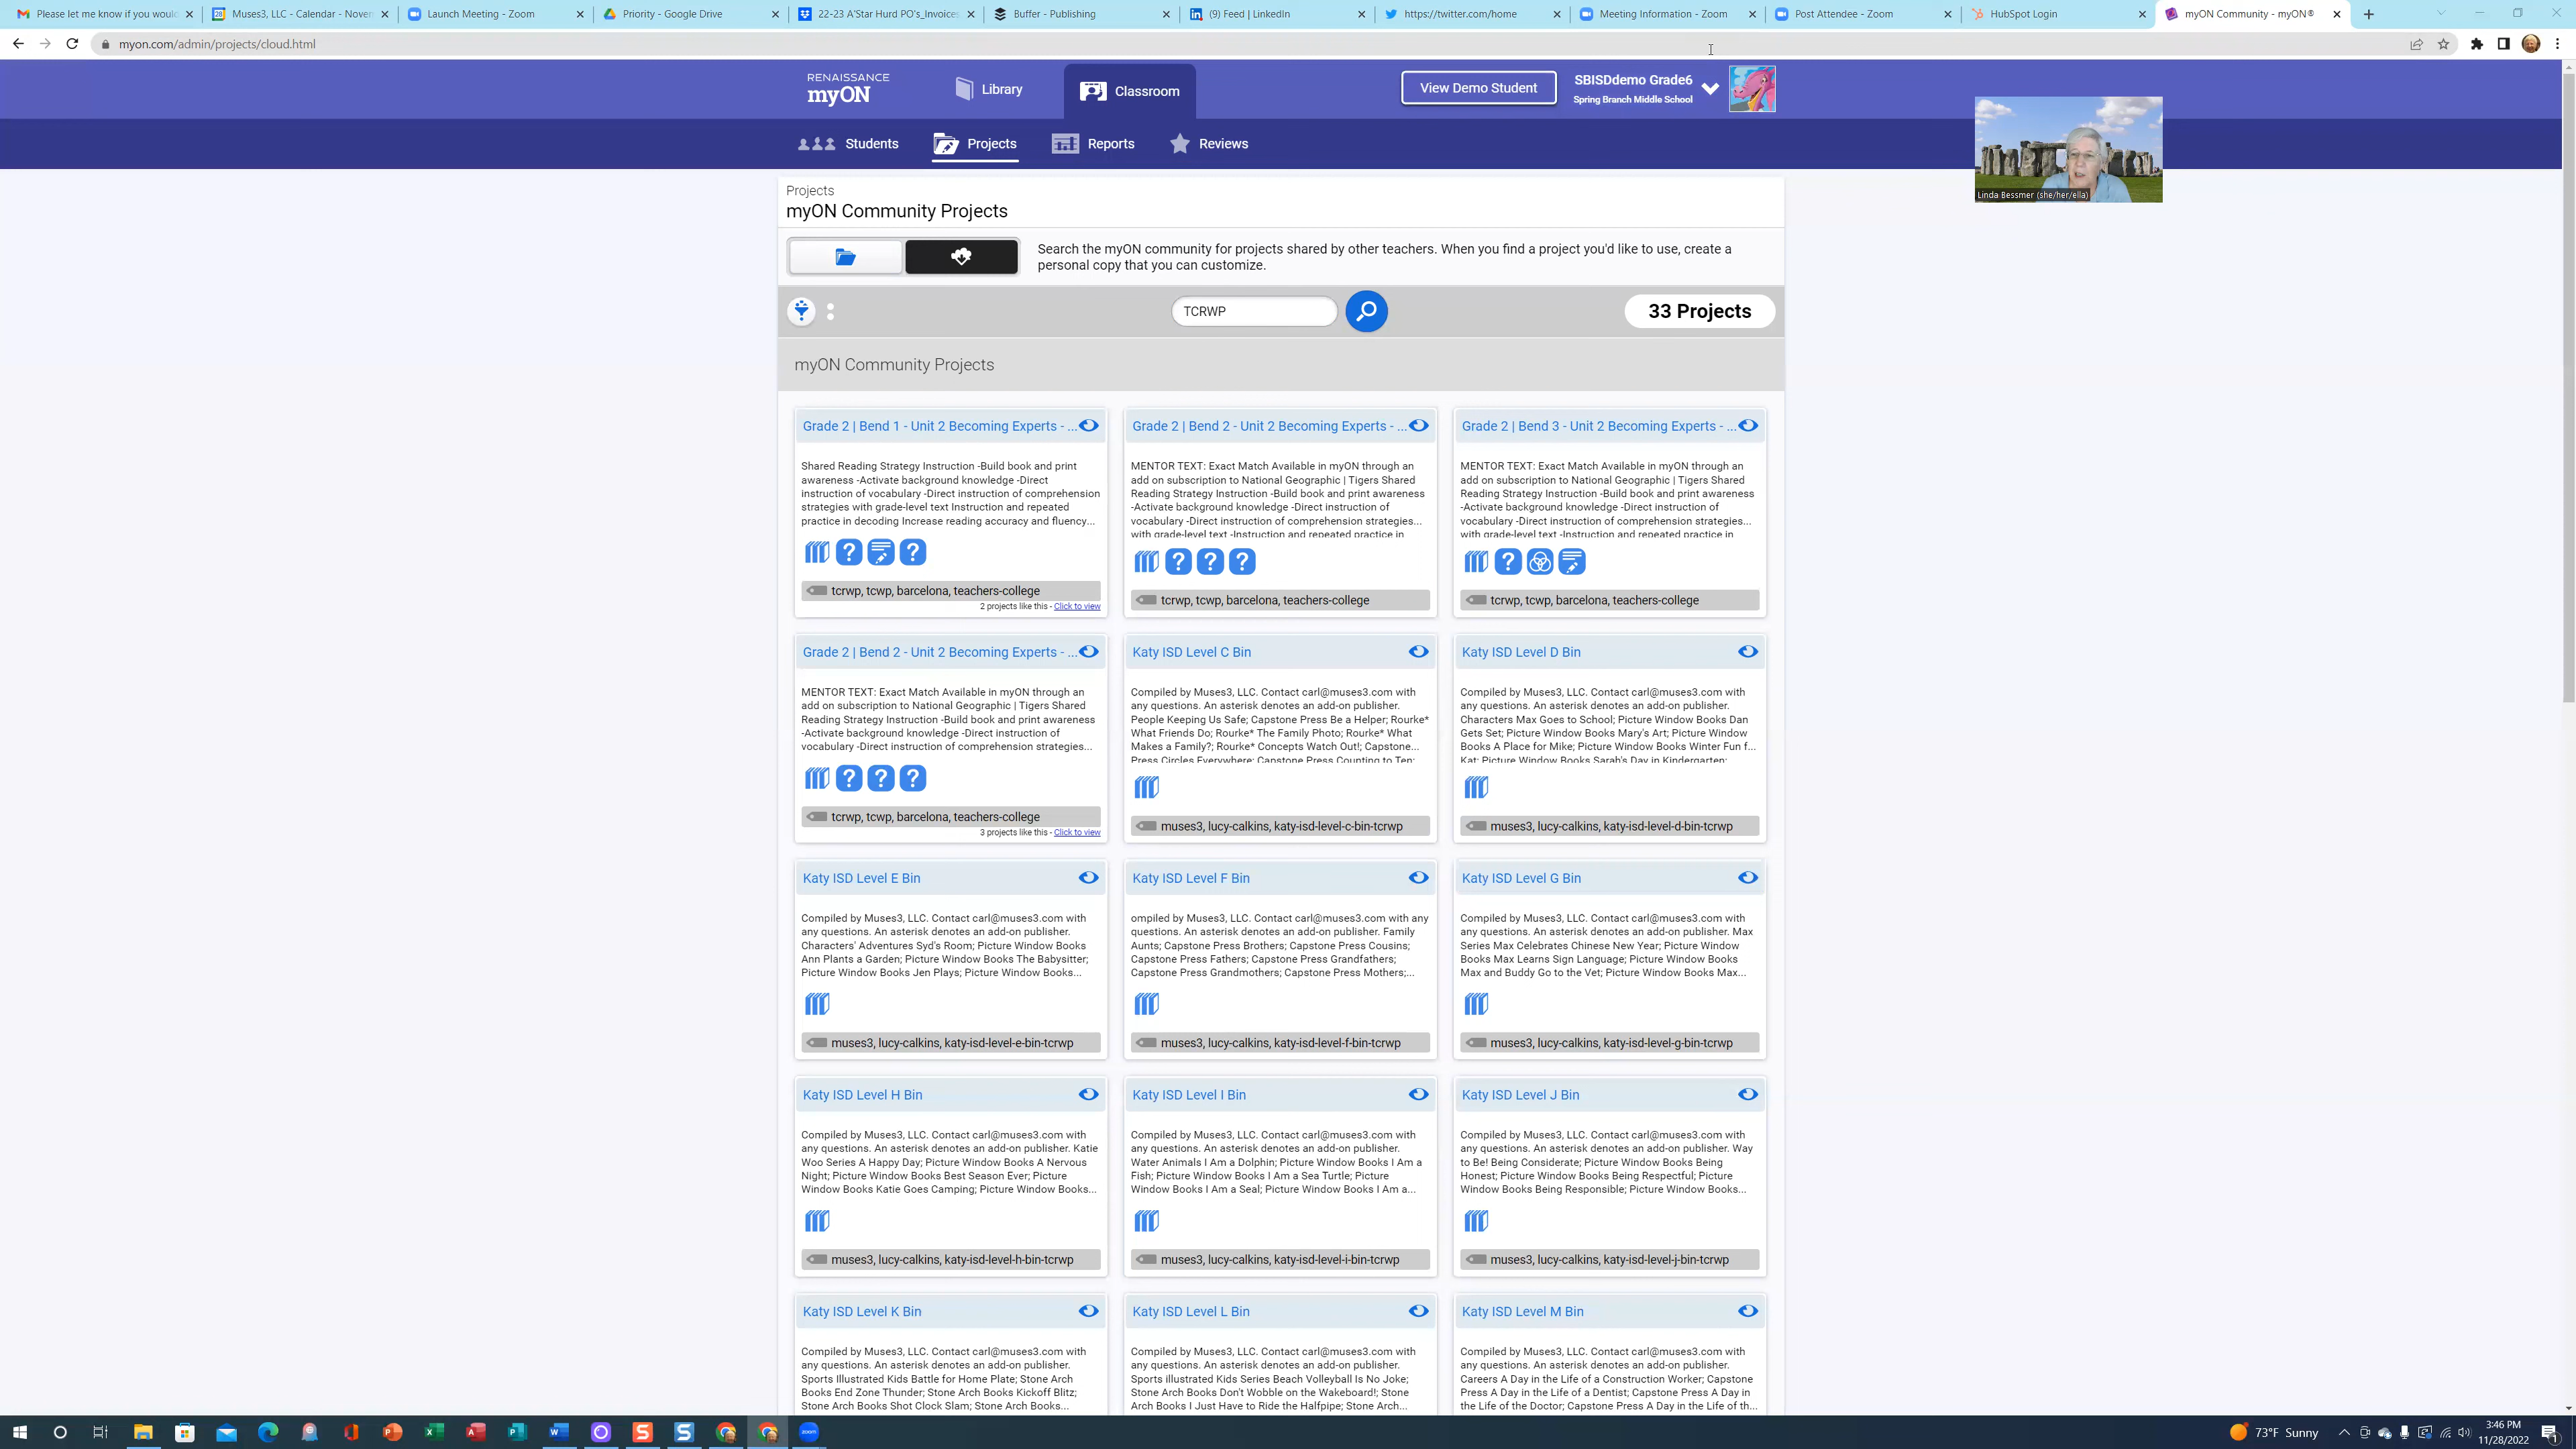 Please let me know if you would
Muses3, LLC - Calendar - Novem
Launch Meeting - Zoom
Priority - Google Drive
22-23 A'Star Hurd PO's_Invoices,
Buffer - Publishing
(9) Feed | LinkedIn
https://twitter.com/home
Meeting Information - Zoom
Post Attendee - Zoom
HubSpot Login
myON Community - myON®
myon.com/admin/projects/cloud.html
RENAISSANCE
myON
Library
Classroom
View Demo Student
SBISDdemo Grade6
Spring Branch Middle School
Students
Projects
Reports
Reviews
Linda Bessmer (she/her/ella)
Projects
myON Community Projects
Search the myON community for projects shared by other teachers. When you find a project you'd like to use, create a
personal copy that you can customize.
TCRWP
33 Projects
myON Community Projects
Grade 2 | Bend 1 - Unit 2 Becoming Experts - ...
Shared Reading Strategy Instruction -Build book and print
awareness -Activate background knowledge -Direct
instruction of vocabulary -Direct instruction of comprehension
strategies with grade-level text Instruction and repeated
practice in decoding Increase reading accuracy and fluency...
tcrwp, tcwp, barcelona, teachers-college
2 projects like this - Click to view
Grade 2 | Bend 2 - Unit 2 Becoming Experts - ...
MENTOR TEXT: Exact Match Available in myON through an
add on subscription to National Geographic | Tigers Shared
Reading Strategy Instruction -Build book and print awareness
-Activate background knowledge -Direct instruction of
vocabulary -Direct instruction of comprehension strategies...
with grade-level text -Instruction and repeated practice in
tcrwp, tcwp, barcelona, teachers-college
Grade 2 | Bend 3 - Unit 2 Becoming Experts - ...
MENTOR TEXT: Exact Match Available in myON through an
add on subscription to National Geographic | Tigers Shared
Reading Strategy Instruction -Build book and print awareness
-Activate background knowledge -Direct instruction of
vocabulary -Direct instruction of comprehension strategies...
with grade-level text -Instruction and repeated practice in
tcrwp, tcwp, barcelona, teachers-college
Grade 2 | Bend 2 - Unit 2 Becoming Experts - ...
MENTOR TEXT: Exact Match Available in myON through an
add on subscription to National Geographic | Tigers Shared
Reading Strategy Instruction -Build book and print awareness
-Activate background knowledge -Direct instruction of
vocabulary -Direct instruction of comprehension strategies...
tcrwp, tcwp, barcelona, teachers-college
3 projects like this - Click to view
Katy ISD Level C Bin
Compiled by Muses3, LLC. Contact carl@muses3.com with
any questions. An asterisk denotes an add-on publisher.
People Keeping Us Safe; Capstone Press Be a Helper; Rourke*
What Friends Do; Rourke* The Family Photo; Rourke* What
Makes a Family?; Rourke* Concepts Watch Out!; Capstone...
Press Circles Everywhere; Capstone Press Counting to Ten;
muses3, lucy-calkins, katy-isd-level-c-bin-tcrwp
Katy ISD Level D Bin
Compiled by Muses3, LLC. Contact carl@muses3.com with
any questions. An asterisk denotes an add-on publisher.
Characters Max Goes to School; Picture Window Books Dan
Gets Set; Picture Window Books Mary's Art; Picture Window
Books A Place for Mike; Picture Window Books Winter Fun f...
Kat; Picture Window Books Sarah's Day in Kindergarten;
muses3, lucy-calkins, katy-isd-level-d-bin-tcrwp
Katy ISD Level E Bin
Compiled by Muses3, LLC. Contact carl@muses3.com with
any questions. An asterisk denotes an add-on publisher.
Characters' Adventures Syd's Room; Picture Window Books
Ann Plants a Garden; Picture Window Books The Babysitter;
Picture Window Books Jen Plays; Picture Window Books...
muses3, lucy-calkins, katy-isd-level-e-bin-tcrwp
Katy ISD Level F Bin
ompiled by Muses3, LLC. Contact carl@muses3.com with any
questions. An asterisk denotes an add-on publisher. Family
Aunts; Capstone Press Brothers; Capstone Press Cousins;
Capstone Press Fathers; Capstone Press Grandfathers;
Capstone Press Grandmothers; Capstone Press Mothers;...
muses3, lucy-calkins, katy-isd-level-f-bin-tcrwp
Katy ISD Level G Bin
Compiled by Muses3, LLC. Contact carl@muses3.com with
any questions. An asterisk denotes an add-on publisher. Max
Series Max Celebrates Chinese New Year; Picture Window
Books Max Learns Sign Language; Picture Window Books
Max and Buddy Go to the Vet; Picture Window Books Max...
muses3, lucy-calkins, katy-isd-level-g-bin-tcrwp
Katy ISD Level H Bin
Compiled by Muses3, LLC. Contact carl@muses3.com with
any questions. An asterisk denotes an add-on publisher. Katie
Woo Series A Happy Day; Picture Window Books A Nervous
Night; Picture Window Books Best Season Ever; Picture
Window Books Katie Goes Camping; Picture Window Books...
muses3, lucy-calkins, katy-isd-level-h-bin-tcrwp
Katy ISD Level I Bin
Compiled by Muses3, LLC. Contact carl@muses3.com with
any questions. An asterisk denotes an add-on publisher.
Water Animals I Am a Dolphin; Picture Window Books I Am a
Fish; Picture Window Books I Am a Sea Turtle; Picture
Window Books I Am a Seal; Picture Window Books I Am a...
muses3, lucy-calkins, katy-isd-level-i-bin-tcrwp
Katy ISD Level J Bin
Compiled by Muses3, LLC. Contact carl@muses3.com with
any questions. An asterisk denotes an add-on publisher. Way
to Be! Being Considerate; Picture Window Books Being
Honest; Picture Window Books Being Respectful; Picture
Window Books Being Responsible; Picture Window Books...
muses3, lucy-calkins, katy-isd-level-j-bin-tcrwp
Katy ISD Level K Bin
Compiled by Muses3, LLC. Contact carl@muses3.com with
any questions. An asterisk denotes an add-on publisher.
Sports Illustrated Kids Battle for Home Plate; Stone Arch
Books End Zone Thunder; Stone Arch Books Kickoff Blitz;
Stone Arch Books Shot Clock Slam; Stone Arch Books...
Katy ISD Level L Bin
Compiled by Muses3, LLC. Contact carl@muses3.com with
any questions. An asterisk denotes an add-on publisher.
Sports illustrated Kids Series Beach Volleyball Is No Joke;
Stone Arch Books Don't Wobble on the Wakeboard!; Stone
Arch Books I Just Have to Ride the Halfpipe; Stone Arch...
Katy ISD Level M Bin
Compiled by Muses3, LLC. Contact carl@muses3.com with
any questions. An asterisk denotes an add-on publisher.
Careers A Day in the Life of a Construction Worker; Capstone
Press A Day in the Life of a Dentist; Capstone Press A Day in
the Life of the Doctor; Capstone Press A Day in the Life of th...
73°F Sunny
3:46 PM
11/28/2022